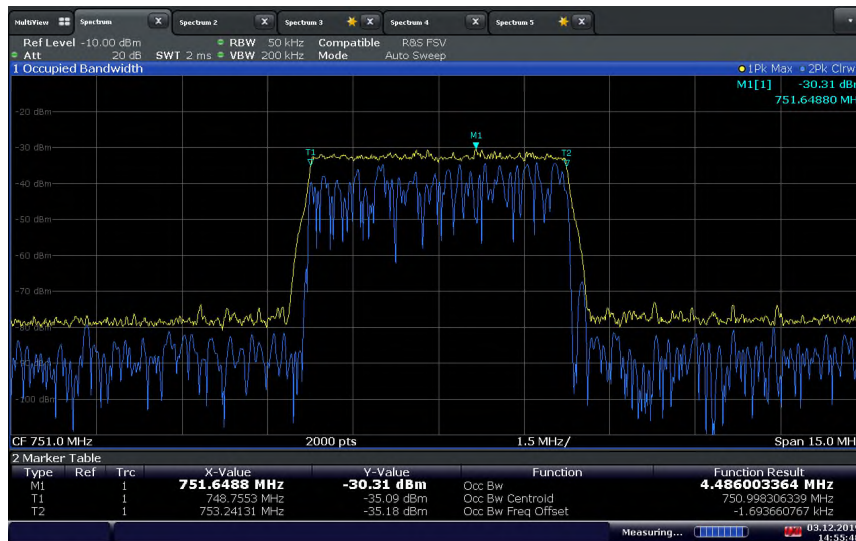 MultiView Spectrum X Spectrum 2 X Spectrum 3 X Spectrum 4 X Spectrum 5 X
Ref Level -10.00 dBm RBW 50 kHz Compatible R&S FSV
Att 20 dB SWT 2 ms VBW 200 kHz Mode Auto Sweep
1 Occupied Bandwidth 1Pk Max 2Pk Clrw
M1[1] -30.31 dBm
751.64880 MH
-20 dBm
M1
-30 dBm
T1 T2
-40 dBm
-50 dBm
-60 dBm
-70 dBm
-80 dBm
-90 dBm
-100 dBm
CF 751.0 MHz 2000 pts 1.5 MHz/ Span 15.0 MH
2 Marker Table
Type Ref Trc X-Value Y-Value Function Function Result
M1 1 751.6488 MHz -30.31 dBm Occ Bw 4.486003364 MHz
T1 1 748.7553 MHz -35.09 dBm Occ Bw Centroid 750.998306339 MHz
T2 1 753.24131 MHz -35.18 dBm Occ Bw Freq Offset -1.693660767 kHz
Measuring... 03.12.2019
14:55:48